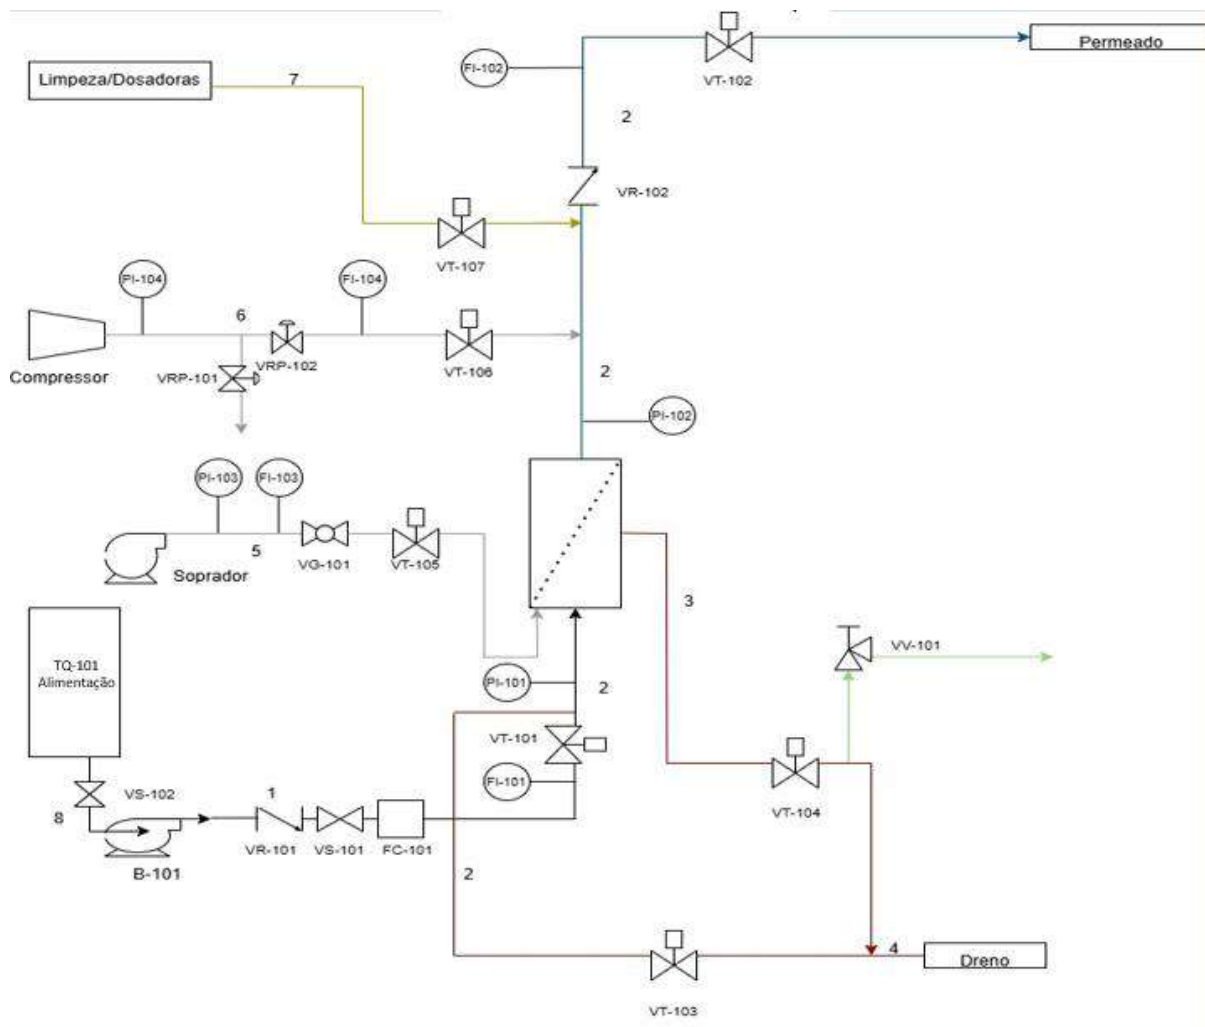 Permeado
FI-102
VT-102
Limpeza/Dosadoras
7
2
VR-102
VT-107
PI-104
FI-104
6
VRP-102
VRP-101
VT-106
Compressor
2
PI-102
PI-103
FI-103
5
VG-101
VT-105
Soprador
3
TQ-101
Alimentação
PI-101
2
VV-101
VT-101
FI-101
VS-102
8
1
VR-101
VS-101
FC-101
B-101
VT-104
2
4
Dreno
VT-103